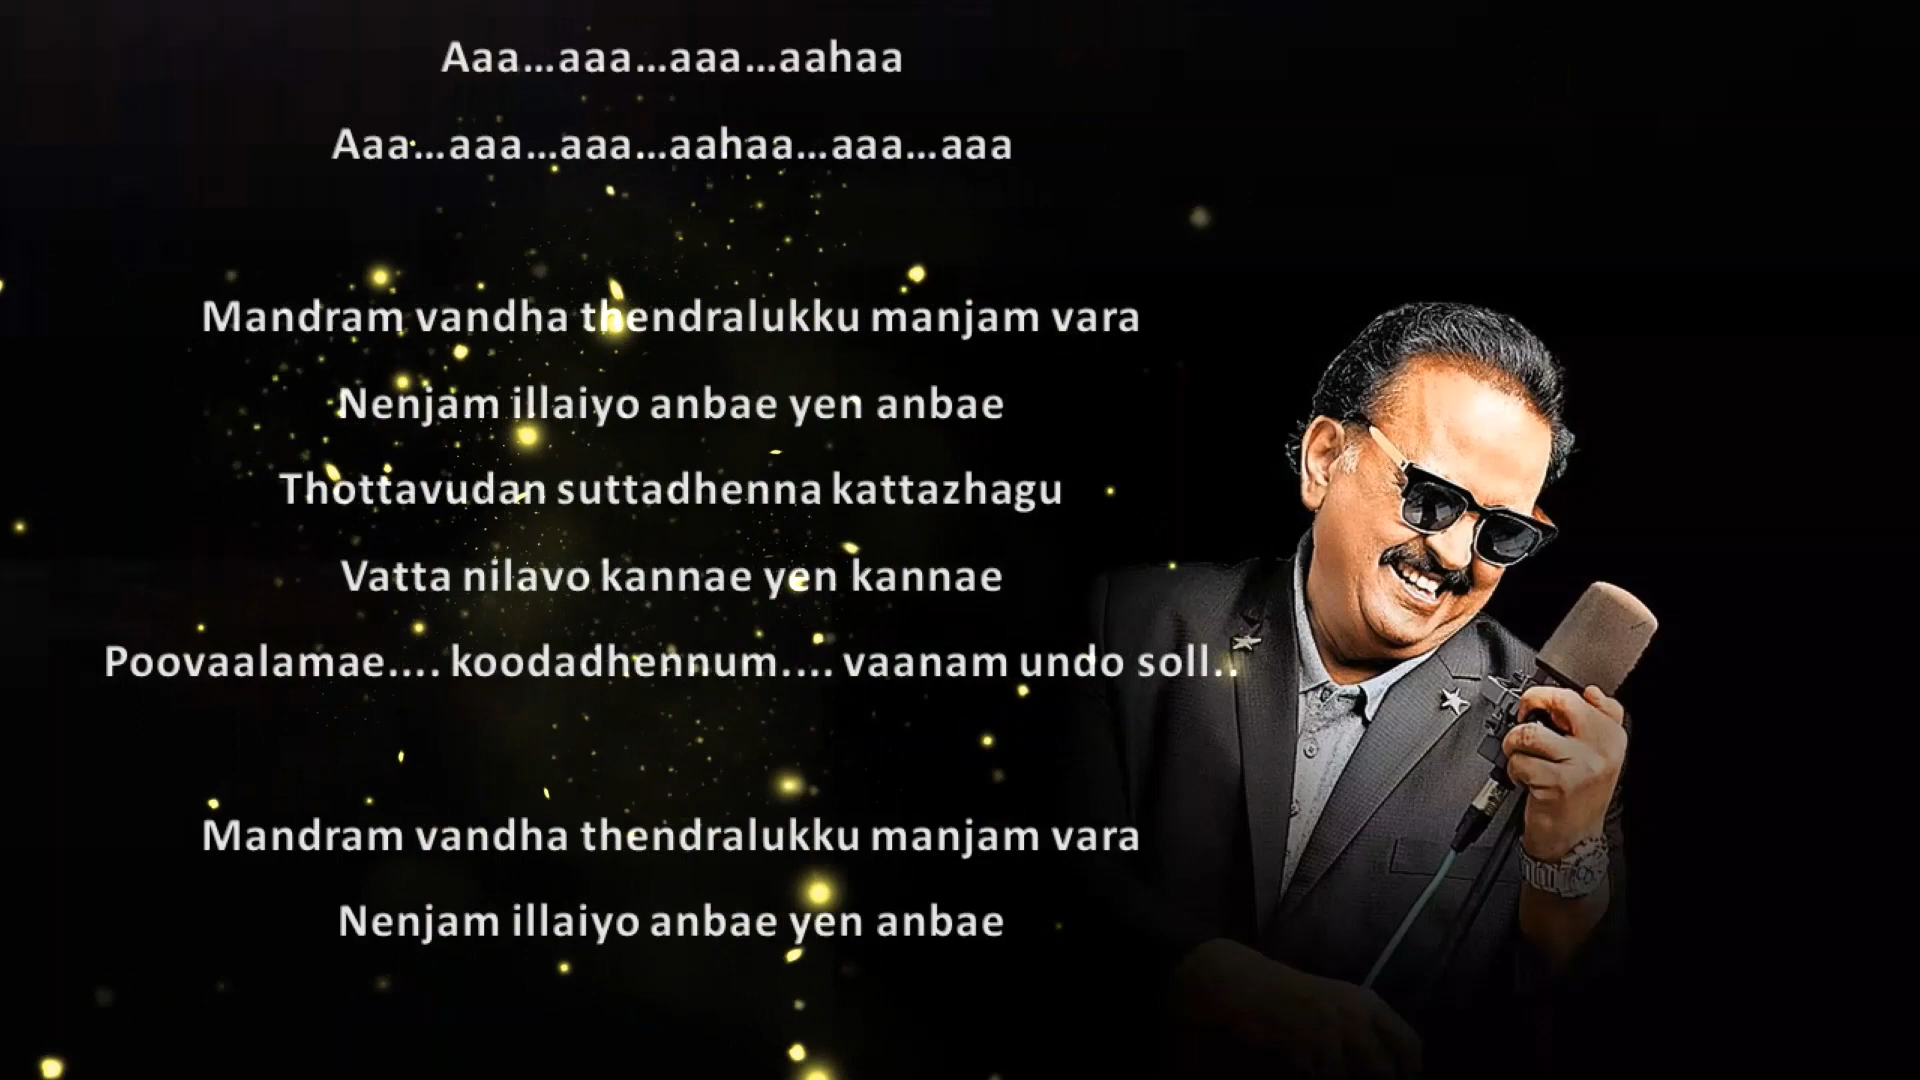 Aaa...aaa...aaa...aahaa
Aaa...aaa...aaa...aahaa...aaa...aaa
Mandram vandha thendralukku manjam vara
Nenjam illaiyo anbae yen anbae
Thottavudan suttadhenna kattazhagu
Vatta nilavo kannae yen kannae
Poovaalamae.... koodadhennum.... vaanam undo soll..
Mandram vandha thendralukku manjam vara
Nenjam illaiyo anbae yen anbae